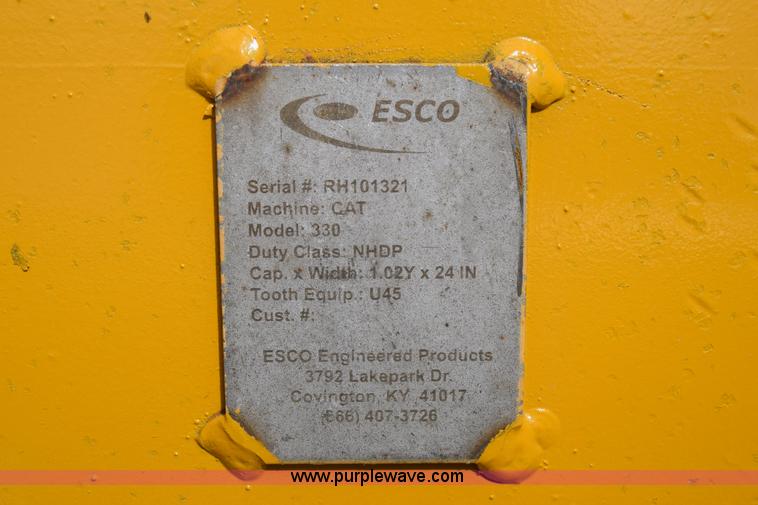 ESCO
Serial #: RH101321
Machine: CAT
Model: 330
Duty Class: NHDP
Cap. x Width: 1.02Y x 24 IN
Tooth Equip.: U45
Cust. #:
ESCO Engineered Products
3792 Lakepark Dr.
Covington, KY 41017
(866) 407-3726
www.purplewave.com